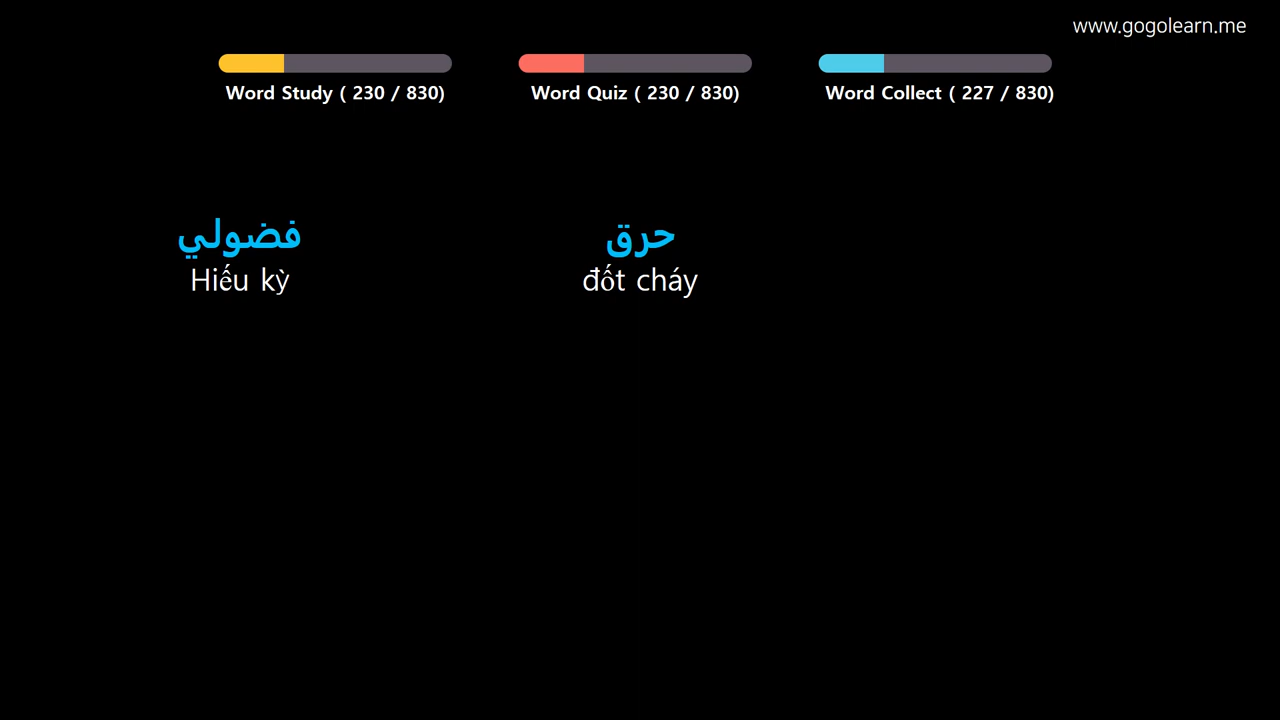 www.gogolearn.me
Word Study ( 230 / 830)
Word Quiz ( 230 / 830)
Word Collect ( 227 / 830)
فضولي
Hiếu kỳ
حرق
đốt cháy